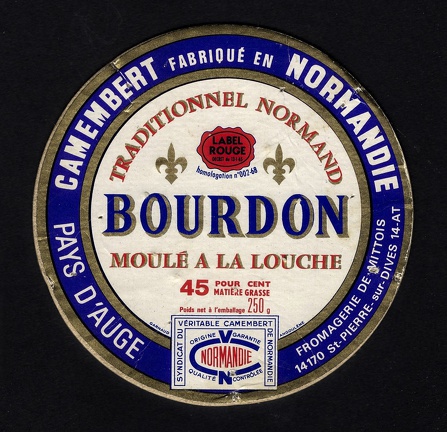 CAMEMBERT FABRIQUÉ EN NORMANDIE
TRADITIONNEL NORMAND
LABEL
ROUGE
homologation n°002-68
BOURDON
MOULÉ A LA LOUCHE
45 POUR CENT
MATIÈRE GRASSE
Poids net à l'emballage 250 g
PAYS D'AUGE
FROMAGERIE DE MITTOIS
14170 St-PIERRE-sur-DIVES 14-AT
SYNDICAT DU VÉRITABLE CAMEMBERT DE NORMANDIE
ORIGINE GARANTIE
V C N
NORMANDIE
QUALITÉ CONTRÔLÉE